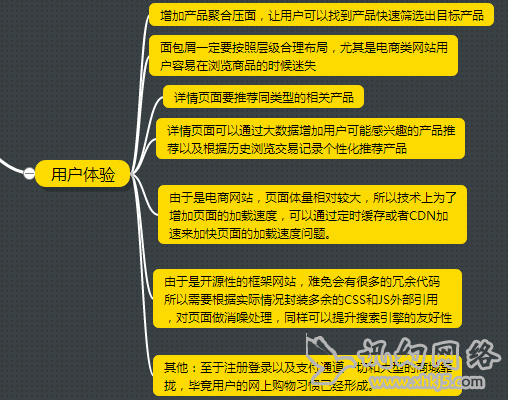 增加产品聚合压面，让用户可以找到产品快速筛选出目标产品
面包屑一定要按照层级合理布局，尤其是电商类网站用
户容易在浏览商品的时候迷失
详情页面要推荐同类型的相关产品
详情页面可以通过大数据增加用户可能感兴趣的产品推
荐以及根据历史浏览交易记录个性化推荐产品
用户体验
由于是电商网站，页面体量相对较大，所以技术上为了
增加页面的加载速度，可以通过定时缓存或者CDN加
速来加快页面的加载速度问题。
由于是开源性的框架网站，难免会有很多的冗余代码
所以需要根据实际情况封装多余的CSS和JS外部引用
，对页面做消噪处理，同样可以提升搜索引擎的友好性
其他：至于注册登录以及支付通道一切和大型的商城靠
拢，毕竟用户的网上购物习惯已经形成。
讯幻网络
www.xhkj5.com